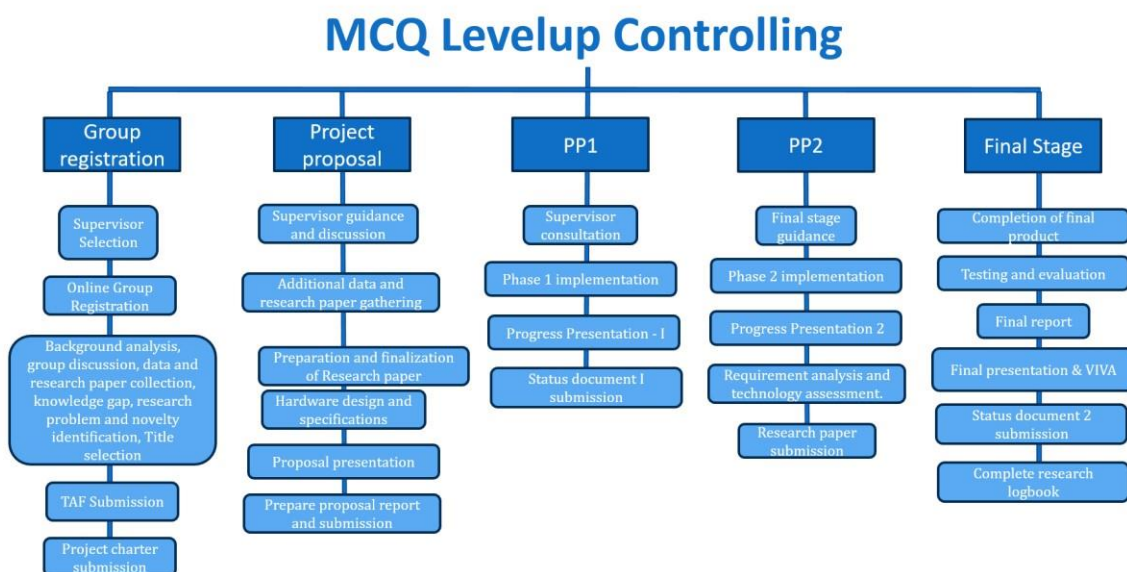 MCQ Levelup Controlling
Group
registration
Supervisor
Selection
Online Group
Registration
Background analysis,
group discussion, data and
research paper collection,
knowledge gap, research
problem and novelty
identification, Title
selection
TAF Submission
Project charter
submission
Project
proposal
Supervisor guidance
and discussion
Additional data and
research paper gathering
Preparation and finalization
of Research paper
Hardware design and
specifications
Proposal presentation
Prepare proposal report
and submission
PP1
Supervisor
consultation
Phase 1 implementation
Progress Presentation - I
Status document I
submission
PP2
Final stage
guidance
Phase 2 implementation
Progress Presentation 2
Requirement analysis and
technology assessment.
Research paper
submission
Final Stage
Completion of final
product
Testing and evaluation
Final report
Final presentation & VIVA
Status document 2
submission
Complete research
logbook